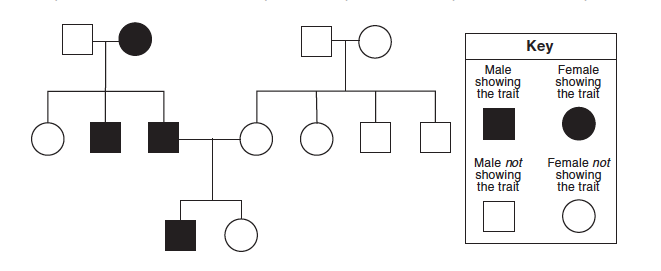 Key
Male
showing
the trait
Female
showing
the trait
Male not
showing
the trait
Female not
showing
the trait